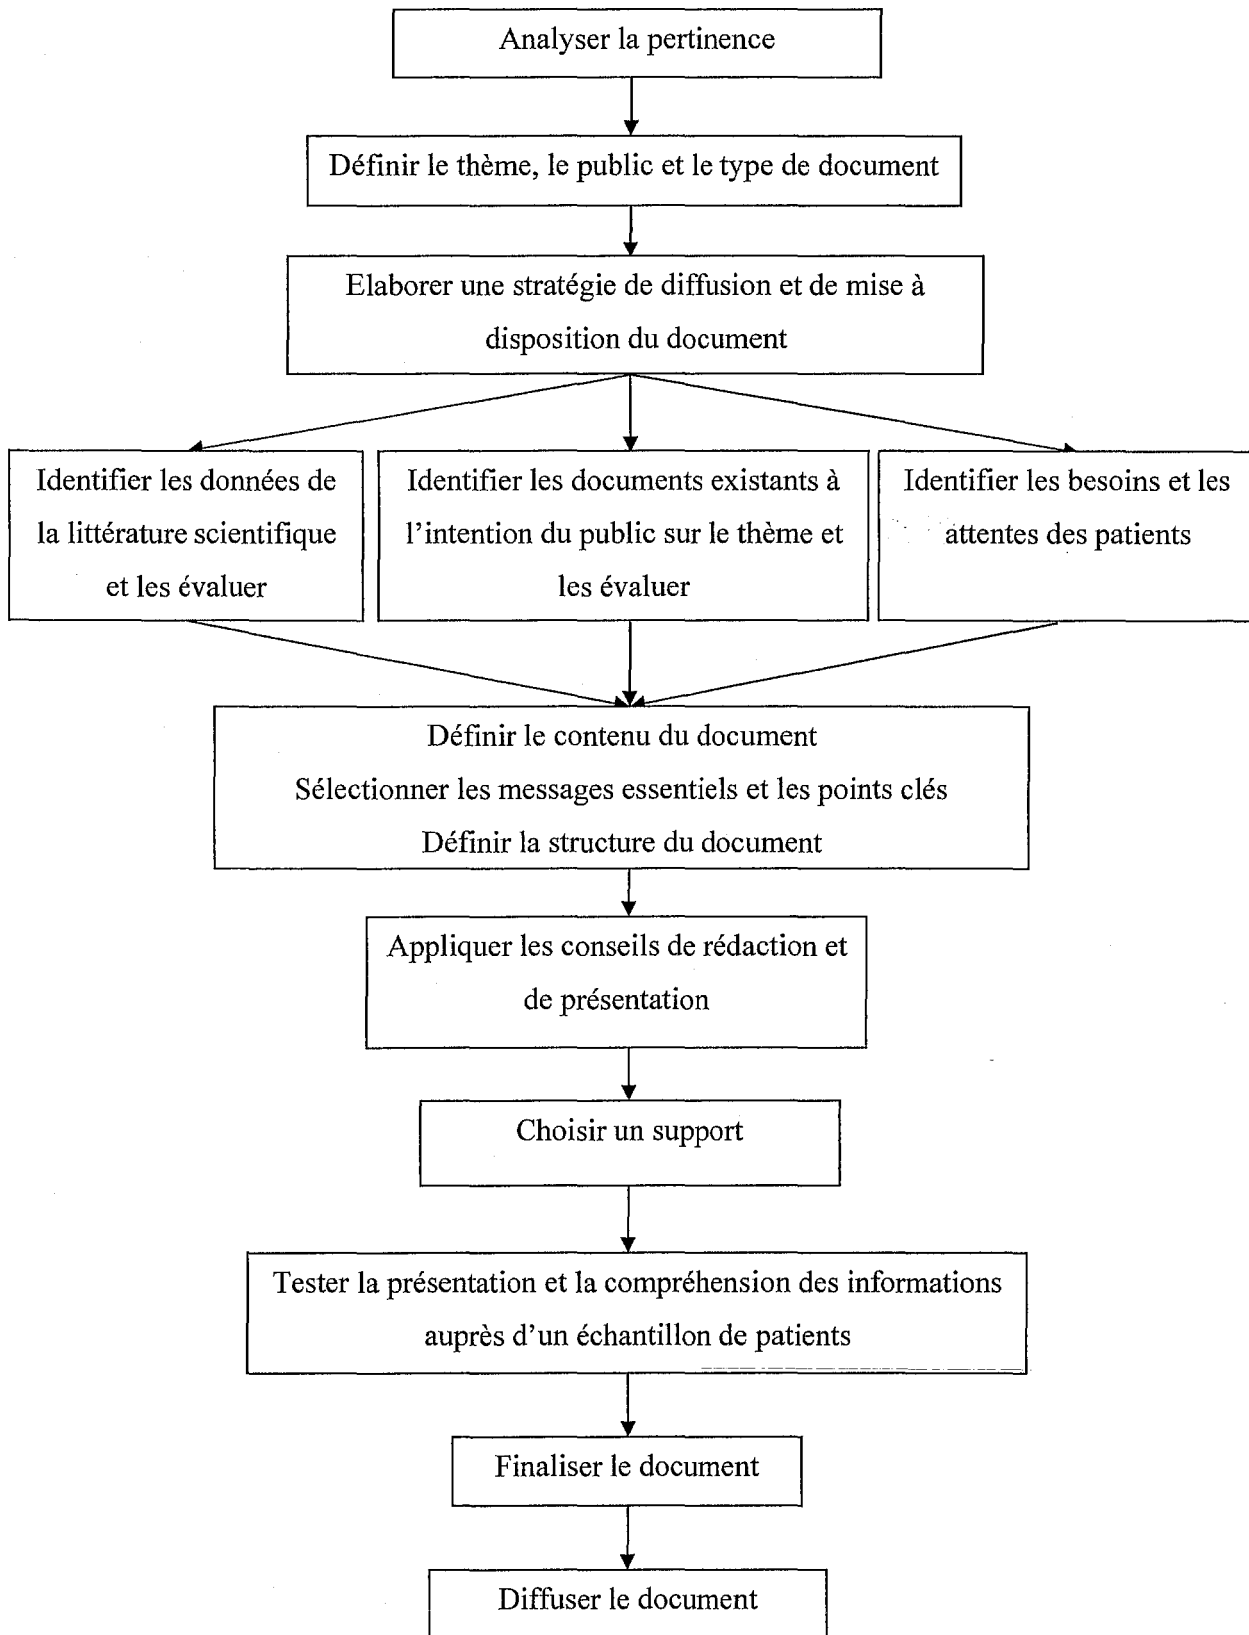 Analyser la pertinence
Définir le thème, le public et le type de document
Elaborer une stratégie de diffusion et de mise à
disposition du document
Identifier les données de
la littérature scientifique
et les évaluer
Identifier les documents existants à
l'intention du public sur le thème et
les évaluer
Identifier les besoins et les
attentes des patients
Définir le contenu du document
Sélectionner les messages essentiels et les points clés
Définir la structure du document
Appliquer les conseils de rédaction et
de présentation
Choisir un support
Tester la présentation et la compréhension des informations
auprès d'un échantillon de patients
Finaliser le document
Diffuser le document